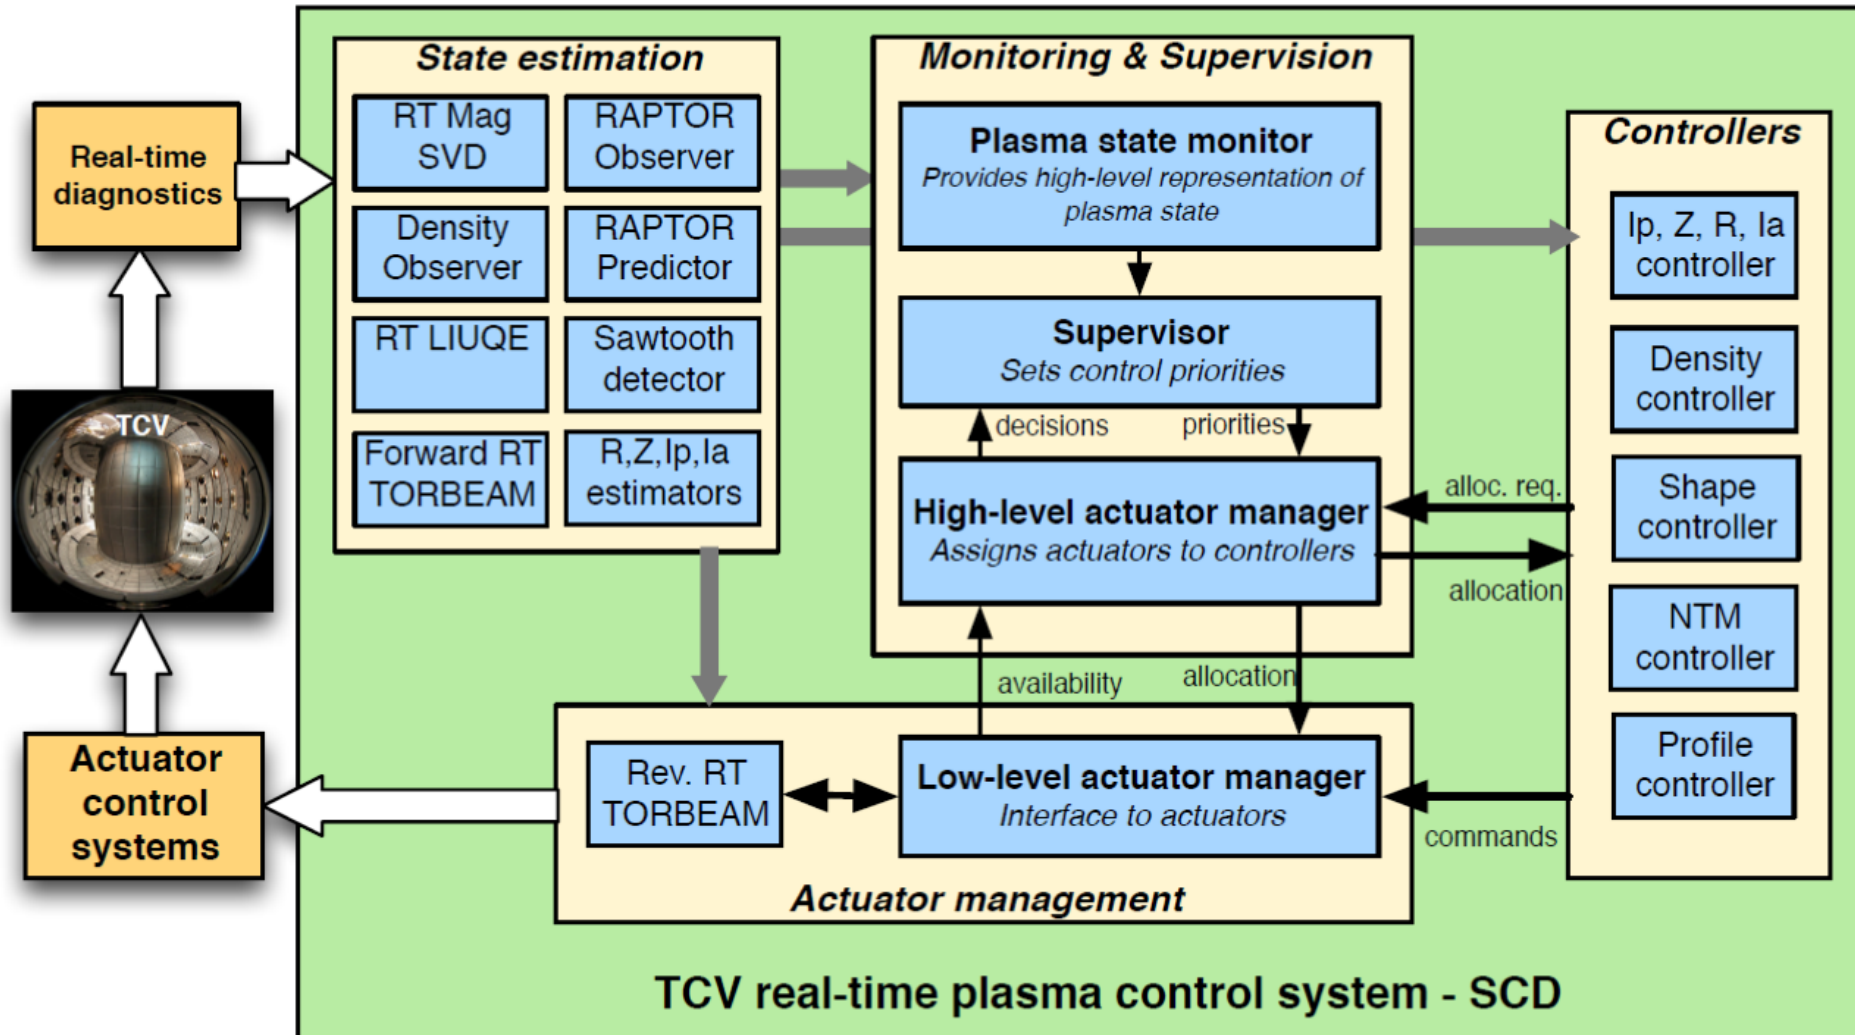 State estimation
RT Mag
SVD
RAPTOR
Observer
Density
Observer
RAPTOR
Predictor
RT LIUQE
Sawtooth
detector
Forward RT
TORBEAM
R,Z,Ip,Ia
estimators
Monitoring & Supervision
Plasma state monitor
Provides high-level representation of
plasma state
Supervisor
Sets control priorities
decisions
priorities
High-level actuator manager
Assigns actuators to controllers
alloc. req.
allocation
availability
allocation
Controllers
Ip, Z, R, Ia
controller
Density
controller
Shape
controller
NTM
controller
Profile
controller
Real-time
diagnostics
TCV
Actuator
control
systems
Rev. RT
TORBEAM
Low-level actuator manager
Interface to actuators
commands
Actuator management
TCV real-time plasma control system - SCD